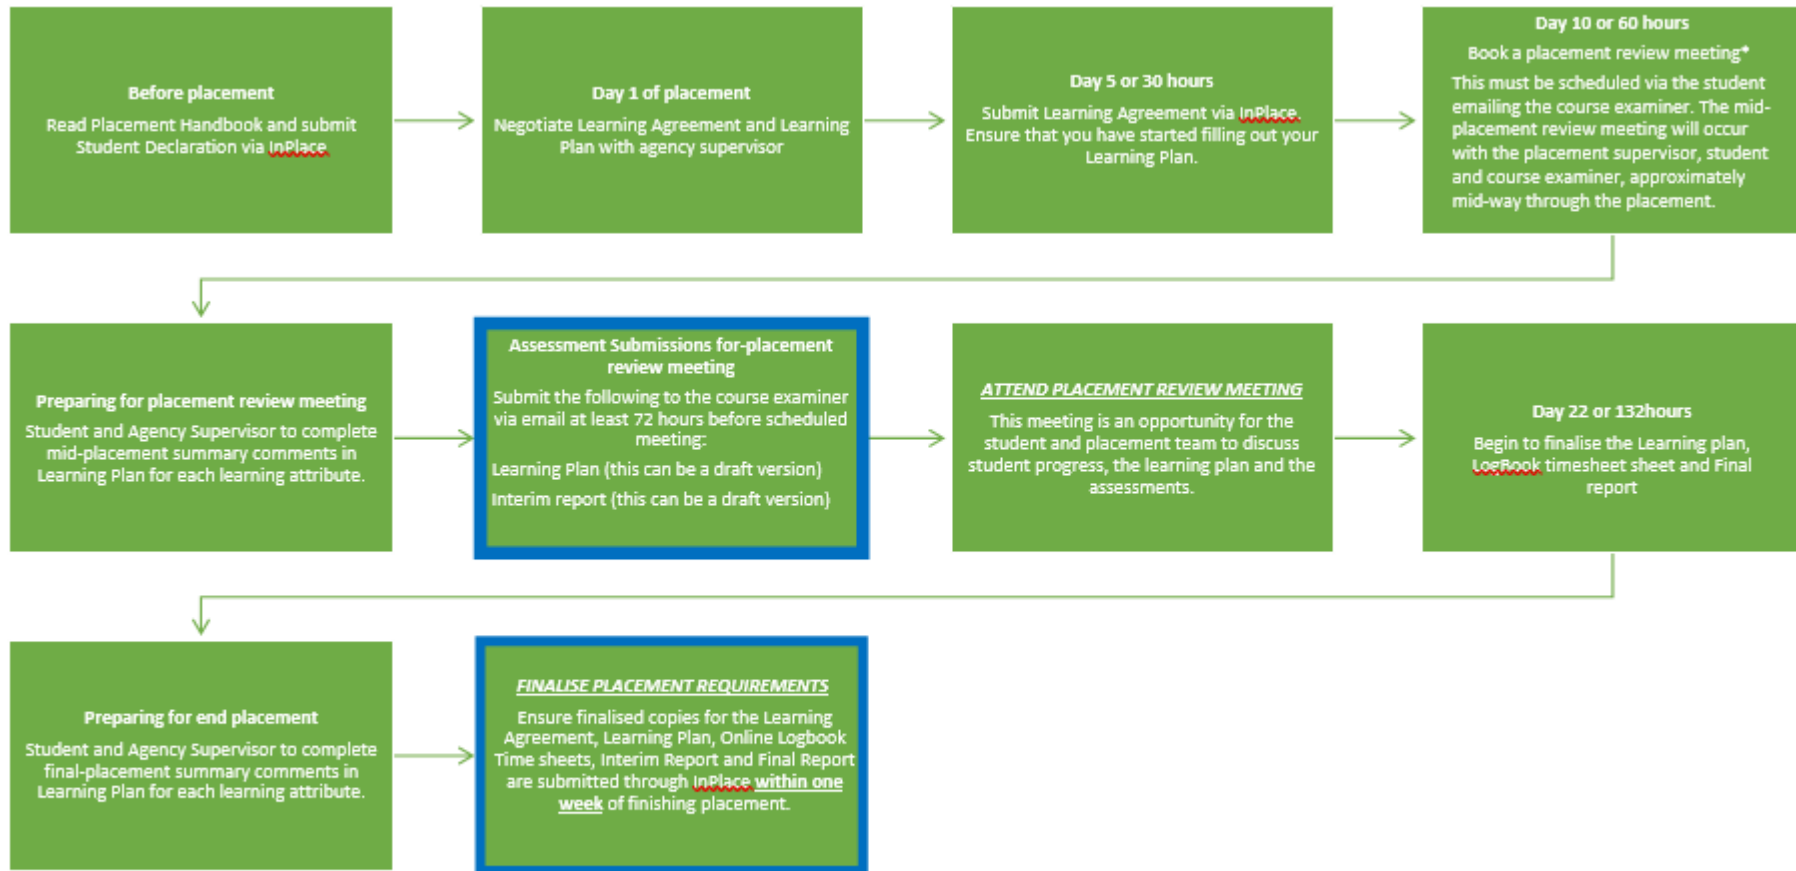 Before placement
Read Placement Handbook and submit
Student Declaration via InPlace
Day 1 of placement
Negotiate Learning Agreement and Learning
Plan with agency supervisor
Day 5 or 30 hours
Submit Learning Agreement via InPlace.
Ensure that you have started filling out your
Learning Plan.
Day 10 or 60 hours
Book a placement review meeting*
This must be scheduled via the student
emailing the course examiner. The mid-
placement review meeting will occur
with the placement supervisor, student
and course examiner, approximately
mid-way through the placement.
Preparing for placement review meeting
Student and Agency Supervisor to complete
mid-placement summary comments in
Learning Plan for each learning attribute.
Assessment Submissions for-placement
review meeting
Submit the following to the course examiner
via email at least 72 hours before scheduled
meeting:
Learning Plan (this can be a draft version)
Interim report (this can be a draft version)
ATTEND PLACEMENT REVIEW MEETING
This meeting is an opportunity for the
student and placement team to discuss
student progress, the learning plan and the
assessments.
Day 22 or 132hours
Begin to finalise the Learning plan,
LogBook timesheet sheet and Final
report
Preparing for end placement
Student and Agency Supervisor to complete
final-placement summary comments in
Learning Plan for each learning attribute.
FINALISE PLACEMENT REQUIREMENTS
Ensure finalised copies for the Learning
Agreement, Learning Plan, Online Logbook
Time sheets, Interim Report and Final Report
are submitted through InPlace within one
week of finishing placement.